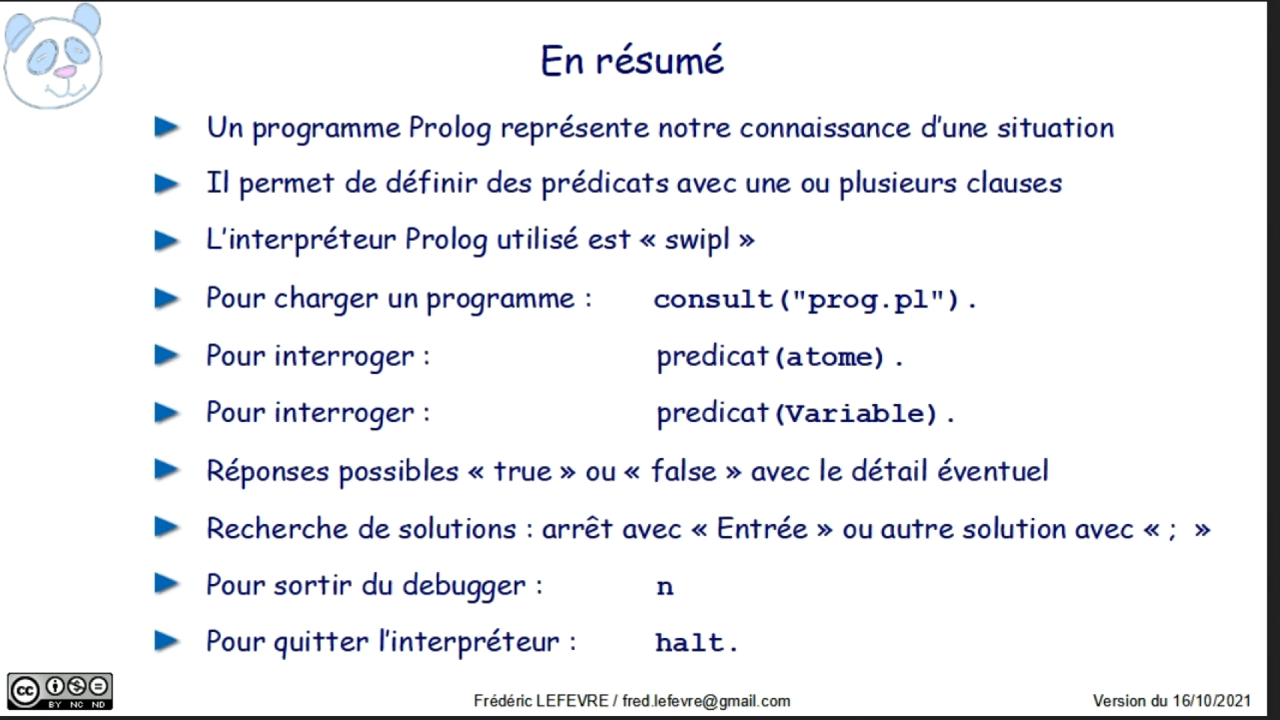 En résumé
Un programme Prolog représente notre connaissance d'une situation
Il permet de définir des prédicats avec une ou plusieurs clauses
L'interpréteur Prolog utilisé est « swipl »
Pour charger un programme : consult("prog.pl").
Pour interroger : predicat(atome).
Pour interroger : predicat(Variable).
Réponses possibles « true » ou « false » avec le détail éventuel
Recherche de solutions : arrêt avec « Entrée » ou autre solution avec « ; »
Pour sortir du debugger : n
Pour quitter l'interpréteur : halt.
cc BY NC ND
Frédéric LEFEVRE / fred.lefevre@gmail.com
Version du 16/10/2021